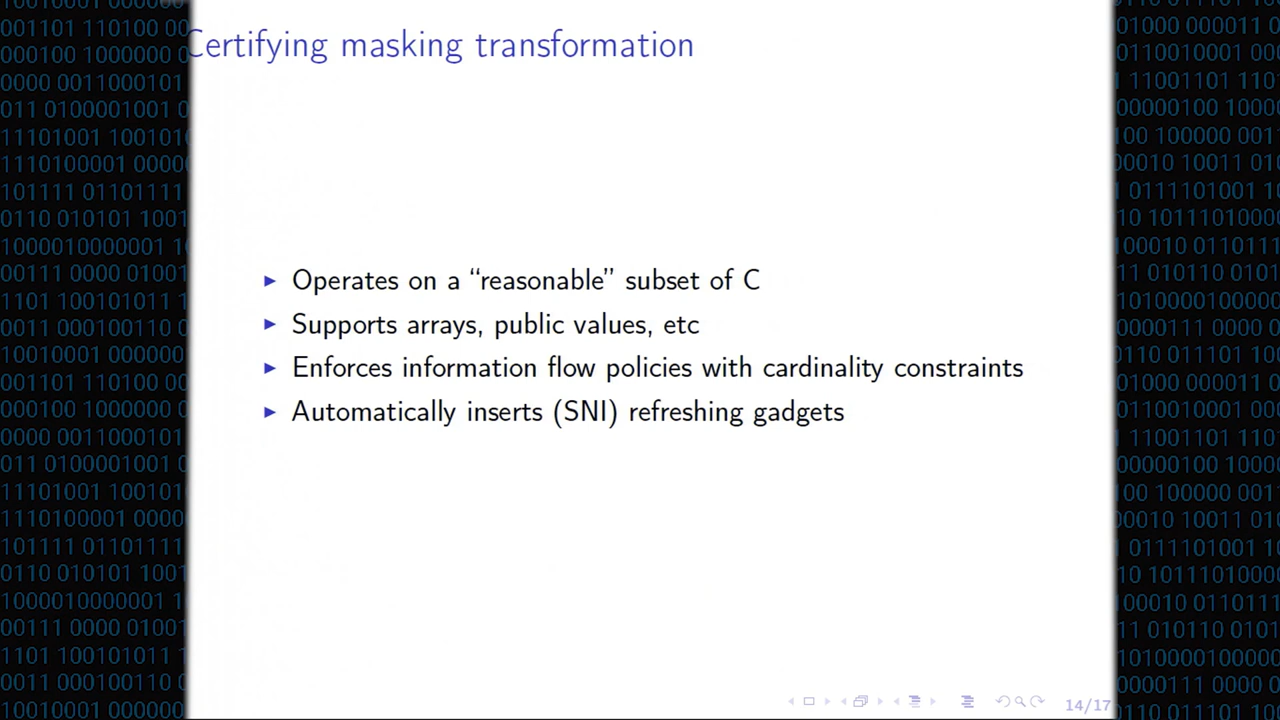 Certifying masking transformation
Operates on a “reasonable” subset of C
Supports arrays, public values, etc
Enforces information flow policies with cardinality constraints
Automatically inserts (SNI) refreshing gadgets
14/17